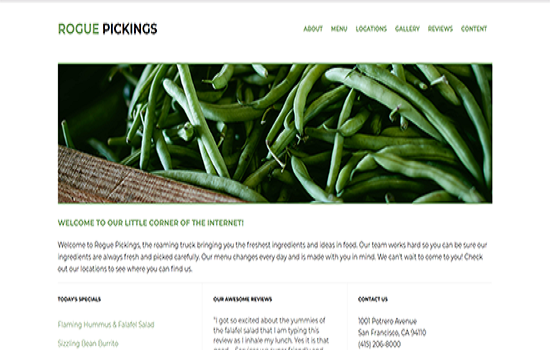 ROGUE PICKINGS
ABOUT MENU LOCATIONS GALLERY REVIEWS CONTENT
WELCOME TO OUR LITTLE CORNER OF THE INTERNET!
Welcome to Rogue Pickings, the roaming truck bringing you the freshest ingredients and ideas in food. Our team works hard so you can be sure our
ingredients are always fresh and picked carefully. Our menu changes every day and is made with you in mind. We can't wait to come to you! Check
out our locations to see where you can find us.
TODAY'S SPECIALS
Flaming Hummus & Falafel Salad
Sizzling Bean Burrito
OUR AWESOME REVIEWS
"I got so excited about the yummies of
the falafel salad that I am typing this
review as I inhale my lunch. Yes it is that
CONTACT US
1001 Potrero Avenue
San Francisco, CA 94110
(415) 206-8000